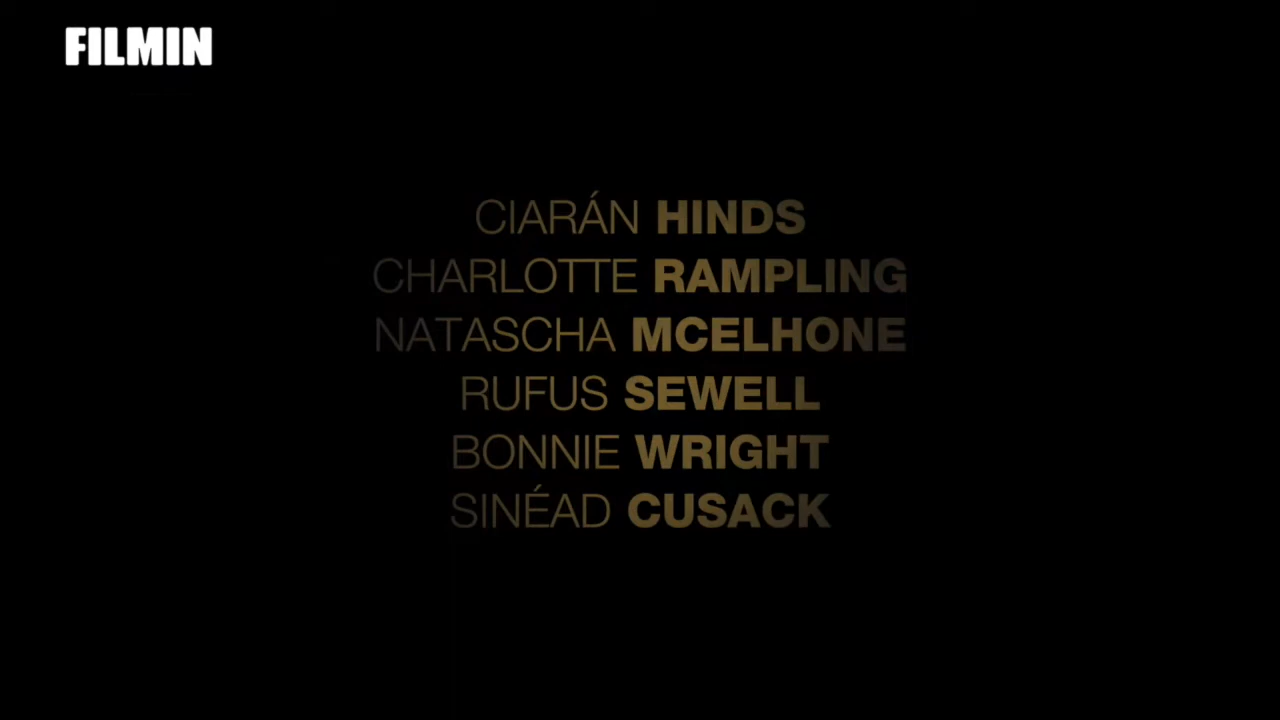 FILMIN
CIARÁN HINDS
CHARLOTTE RAMPLING
NATASCHA MCELHONE
RUFUS SEWELL
BONNIE WRIGHT
SINÉAD CUSACK